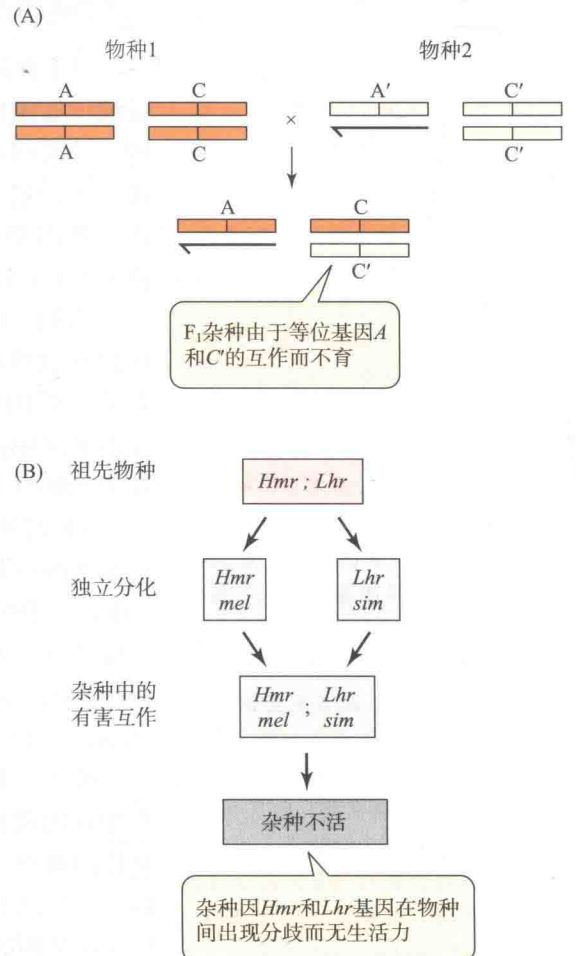 (A)
物种1 物种2
A C A′ C′
×
A C C′
A C
C′
F₁杂种由于等位基因A
和C′的互作而不育
(B) 祖先物种
Hmr ; Lhr
独立分化
Hmr Lhr
mel sim
杂种中的
有害互作
Hmr ; Lhr
mel sim
杂种不活
杂种因Hmr和Lhr基因在物种
间出现分歧而无生活力